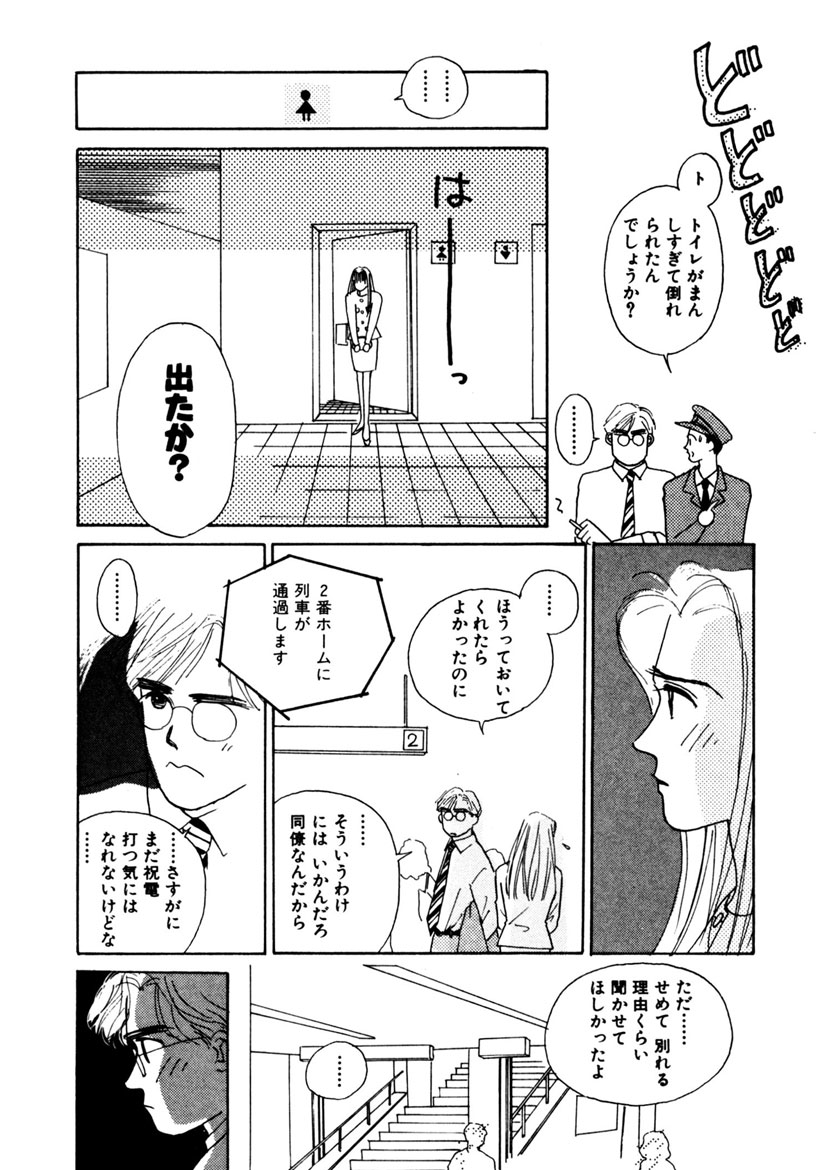 どどどどど
ト
トイレがまん
しすぎて倒れ
られたん
でしょうか？
………
……
はーっ
出たか？
……
ほうっておいて
くれたら
よかったのに
２番ホームに
列車が
通過します
2
……
そういうわけ
には いかんだろ
同僚なんだから
………
……さすがに
まだ祝電
打つ気には
なれないけどな
……
ただ……
せめて 別れる
理由くらい
聞かせて
ほしかったよ
……